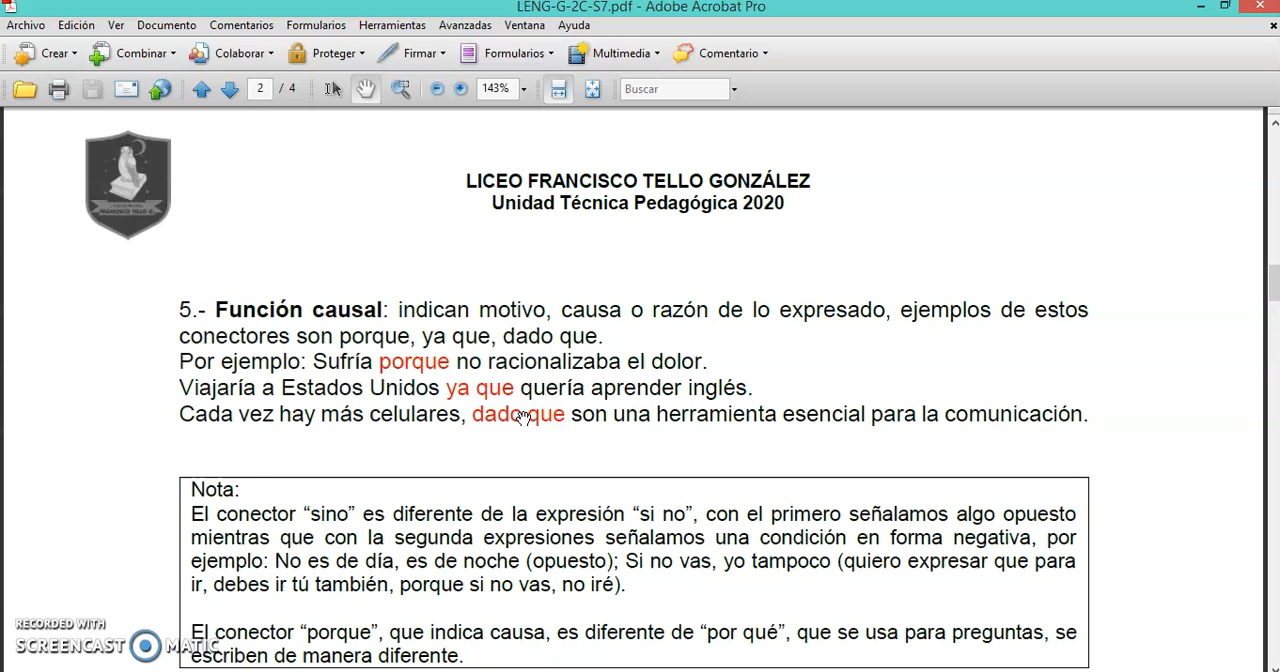 LENG-G-2C-S7.pdf - Adobe Acrobat Pro
Archivo Edición Ver Documento Comentarios Formularios Herramientas Avanzadas Ventana Ayuda
Crear Combinar Colaborar Proteger Firmar Formularios Multimedia Comentario
2 / 4 143% Buscar
FRANCISCO TELLO G.
LICEO FRANCISCO TELLO GONZÁLEZ
Unidad Técnica Pedagógica 2020
5.- Función causal: indican motivo, causa o razón de lo expresado, ejemplos de estos
conectores son porque, ya que, dado que.
Por ejemplo: Sufría porque no racionalizaba el dolor.
Viajaría a Estados Unidos ya que quería aprender inglés.
Cada vez hay más celulares, dado que son una herramienta esencial para la comunicación.
Nota:
El conector “sino” es diferente de la expresión “si no”, con el primero señalamos algo opuesto
mientras que con la segunda expresiones señalamos una condición en forma negativa, por
ejemplo: No es de día, es de noche (opuesto); Si no vas, yo tampoco (quiero expresar que para
ir, debes ir tú también, porque si no vas, no iré).
El conector “porque”, que indica causa, es diferente de “por qué”, que se usa para preguntas, se
escriben de manera diferente.
RECORDED WITH
SCREENCAST MATIC